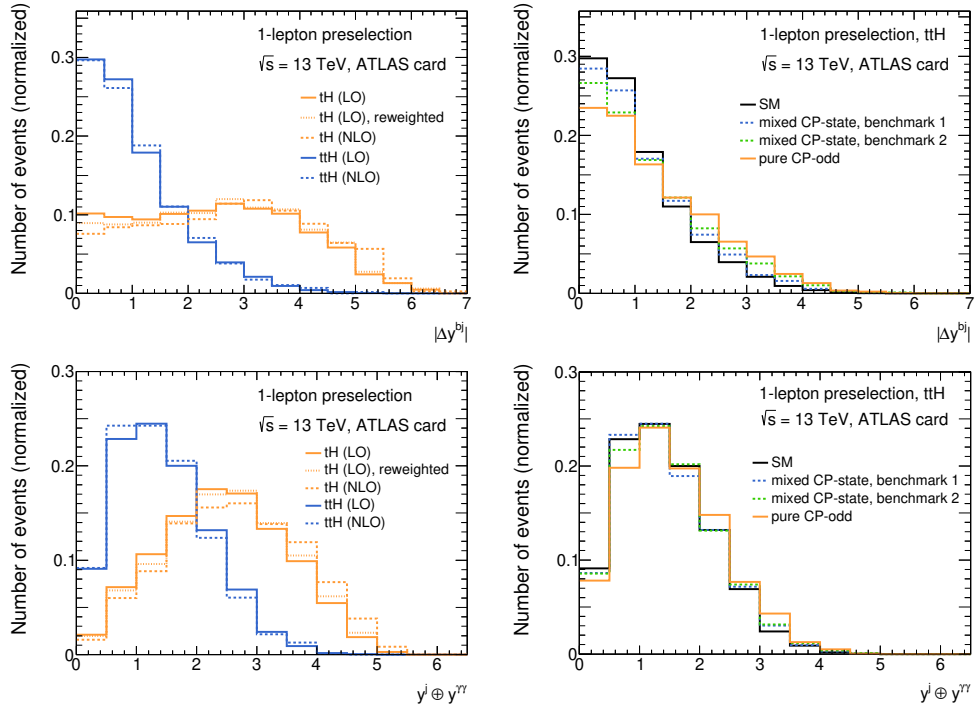 Number of events (normalized)
0.3
0.2
0.1
0
1-lepton preselection
√s = 13 TeV, ATLAS card
tH (LO)
tH (LO), reweighted
tH (NLO)
ttH (LO)
ttH (NLO)
0 1 2 3 4 5 6 7
|Δy^{bj}|
Number of events (normalized)
0.3
0.2
0.1
0
1-lepton preselection, ttH
√s = 13 TeV, ATLAS card
SM
mixed CP-state, benchmark 1
mixed CP-state, benchmark 2
pure CP-odd
0 1 2 3 4 5 6 7
|Δy^{bj}|
Number of events (normalized)
0.3
0.2
0.1
0
1-lepton preselection
√s = 13 TeV, ATLAS card
tH (LO)
tH (LO), reweighted
tH (NLO)
ttH (LO)
ttH (NLO)
0 1 2 3 4 5 6
y^j ⊕ y^{γγ}
Number of events (normalized)
0.3
0.2
0.1
0
1-lepton preselection, ttH
√s = 13 TeV, ATLAS card
SM
mixed CP-state, benchmark 1
mixed CP-state, benchmark 2
pure CP-odd
0 1 2 3 4 5 6
y^j ⊕ y^{γγ}